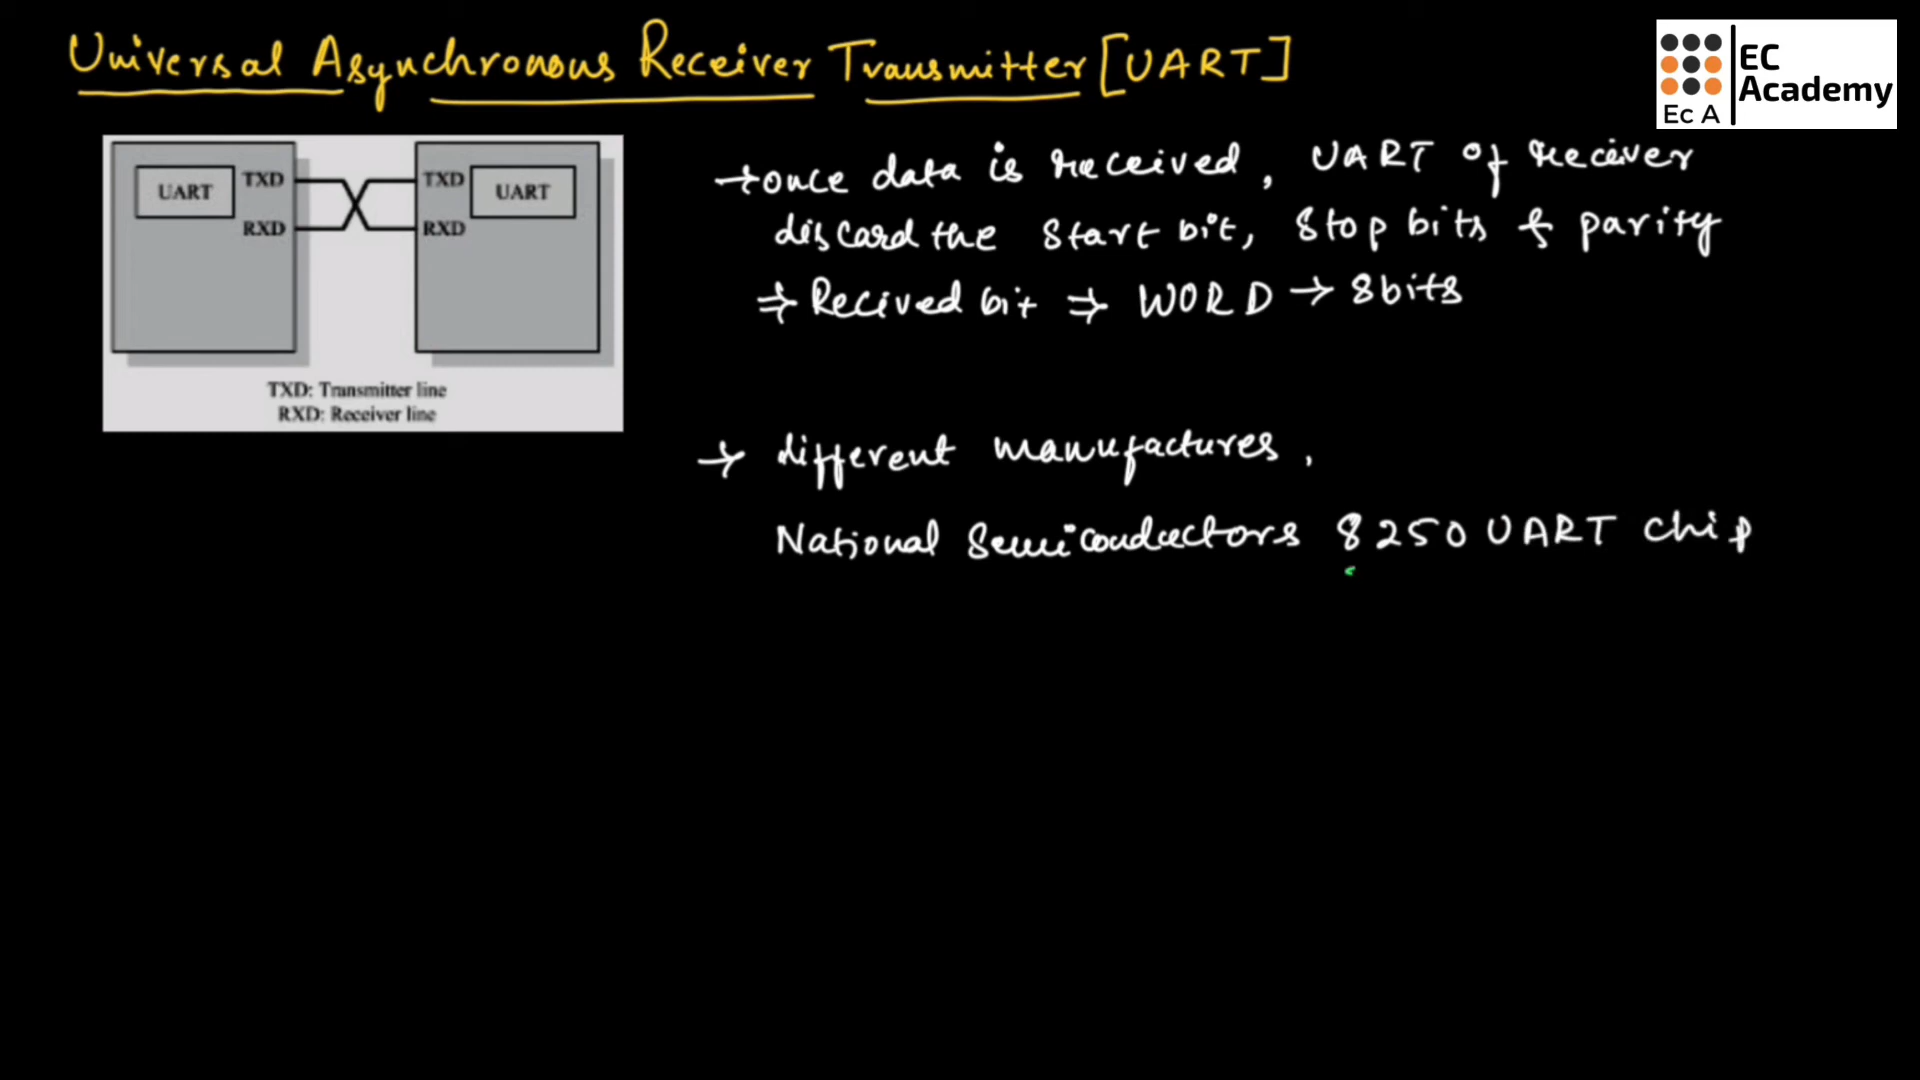 Universal Asynchronous Receiver Transmitter [UART]
EC
Academy
Ec A
UART TXD TXD UART
RXD RXD
TXD: Transmitter line
RXD: Receiver line
→ once data is received, UART of receiver
discard the start bit, stop bits & parity
⇒ Recived bit ⇒ WORD → 8bits
→ different manufactures,
National Semiconductors 8250 UART chip